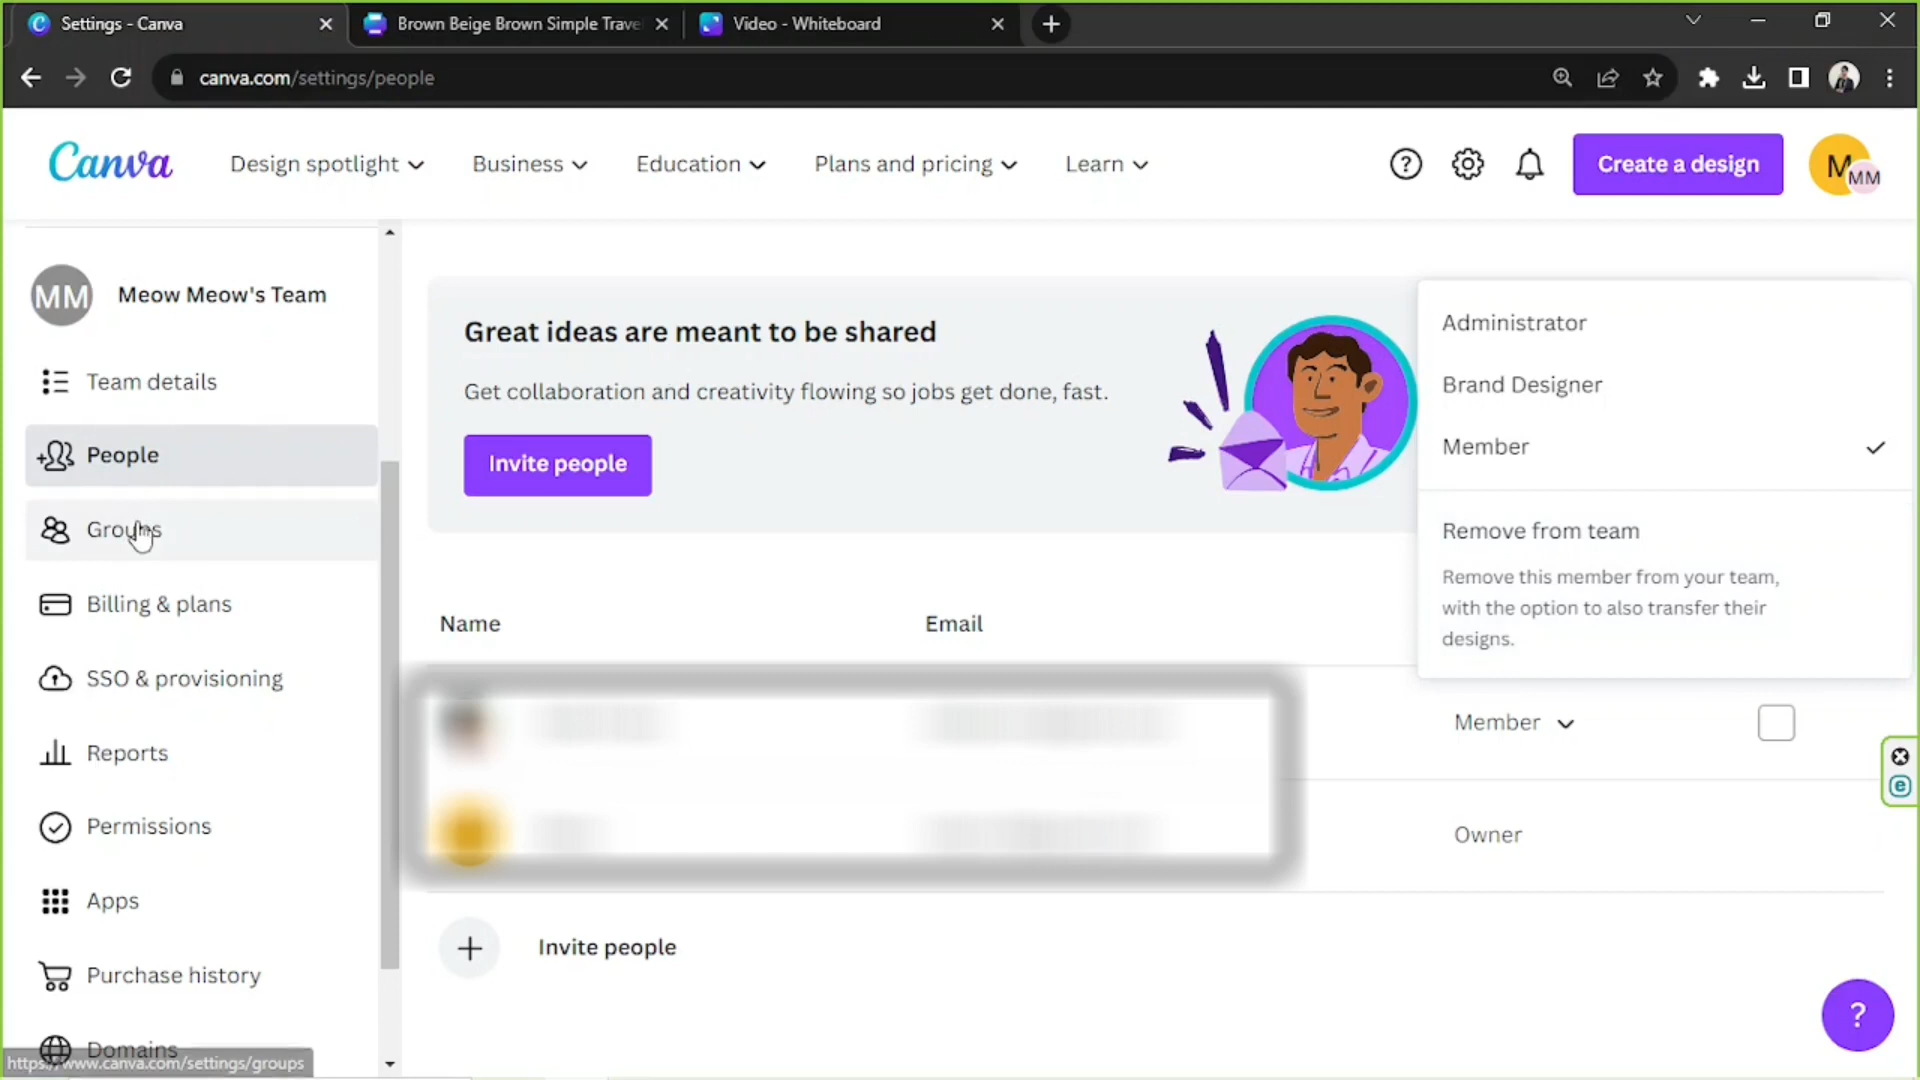 Settings - Canva
Brown Beige Brown Simple Trave
Video - Whiteboard
canva.com/settings/people
Canva
Design spotlight
Business
Education
Plans and pricing
Learn
Create a design
M
MM
MM
Meow Meow's Team
Team details
People
Groups
Billing & plans
SSO & provisioning
Reports
Permissions
Apps
Purchase history
Domains
https://www.canva.com/settings/groups
Great ideas are meant to be shared
Get collaboration and creativity flowing so jobs get done, fast.
Invite people
Administrator
Brand Designer
Member
Remove from team
Remove this member from your team,
with the option to also transfer their
designs.
Name
Email
Member
Owner
Invite people
?